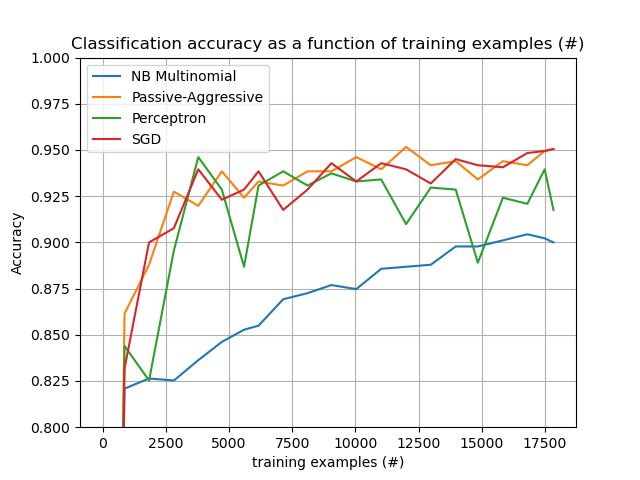 Classification accuracy as a function of training examples (#)
1.000
0.975
0.950
0.925
0.900
0.875
0.850
0.825
0.800
Accuracy
NB Multinomial
Passive-Aggressive
Perceptron
SGD
0 2500 5000 7500 10000 12500 15000 17500
training examples (#)